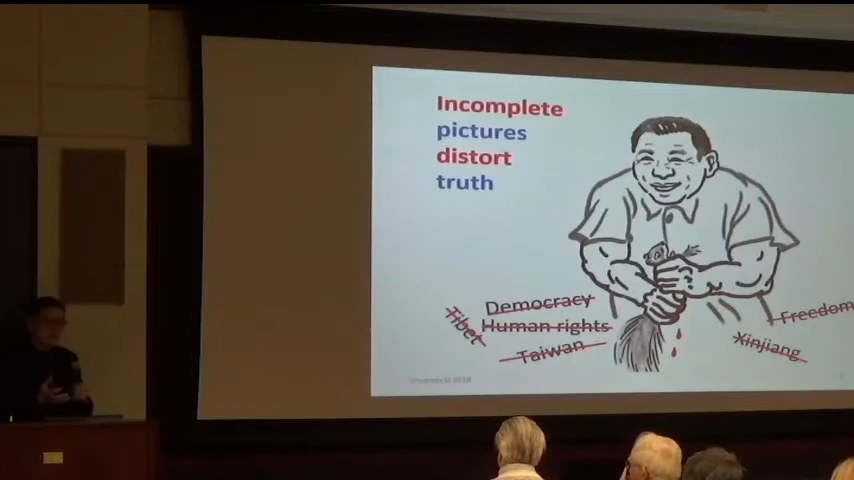 Incomplete
pictures
distort
truth
Democracy
Tibet
Human rights
Taiwan
Freedom
Xinjiang